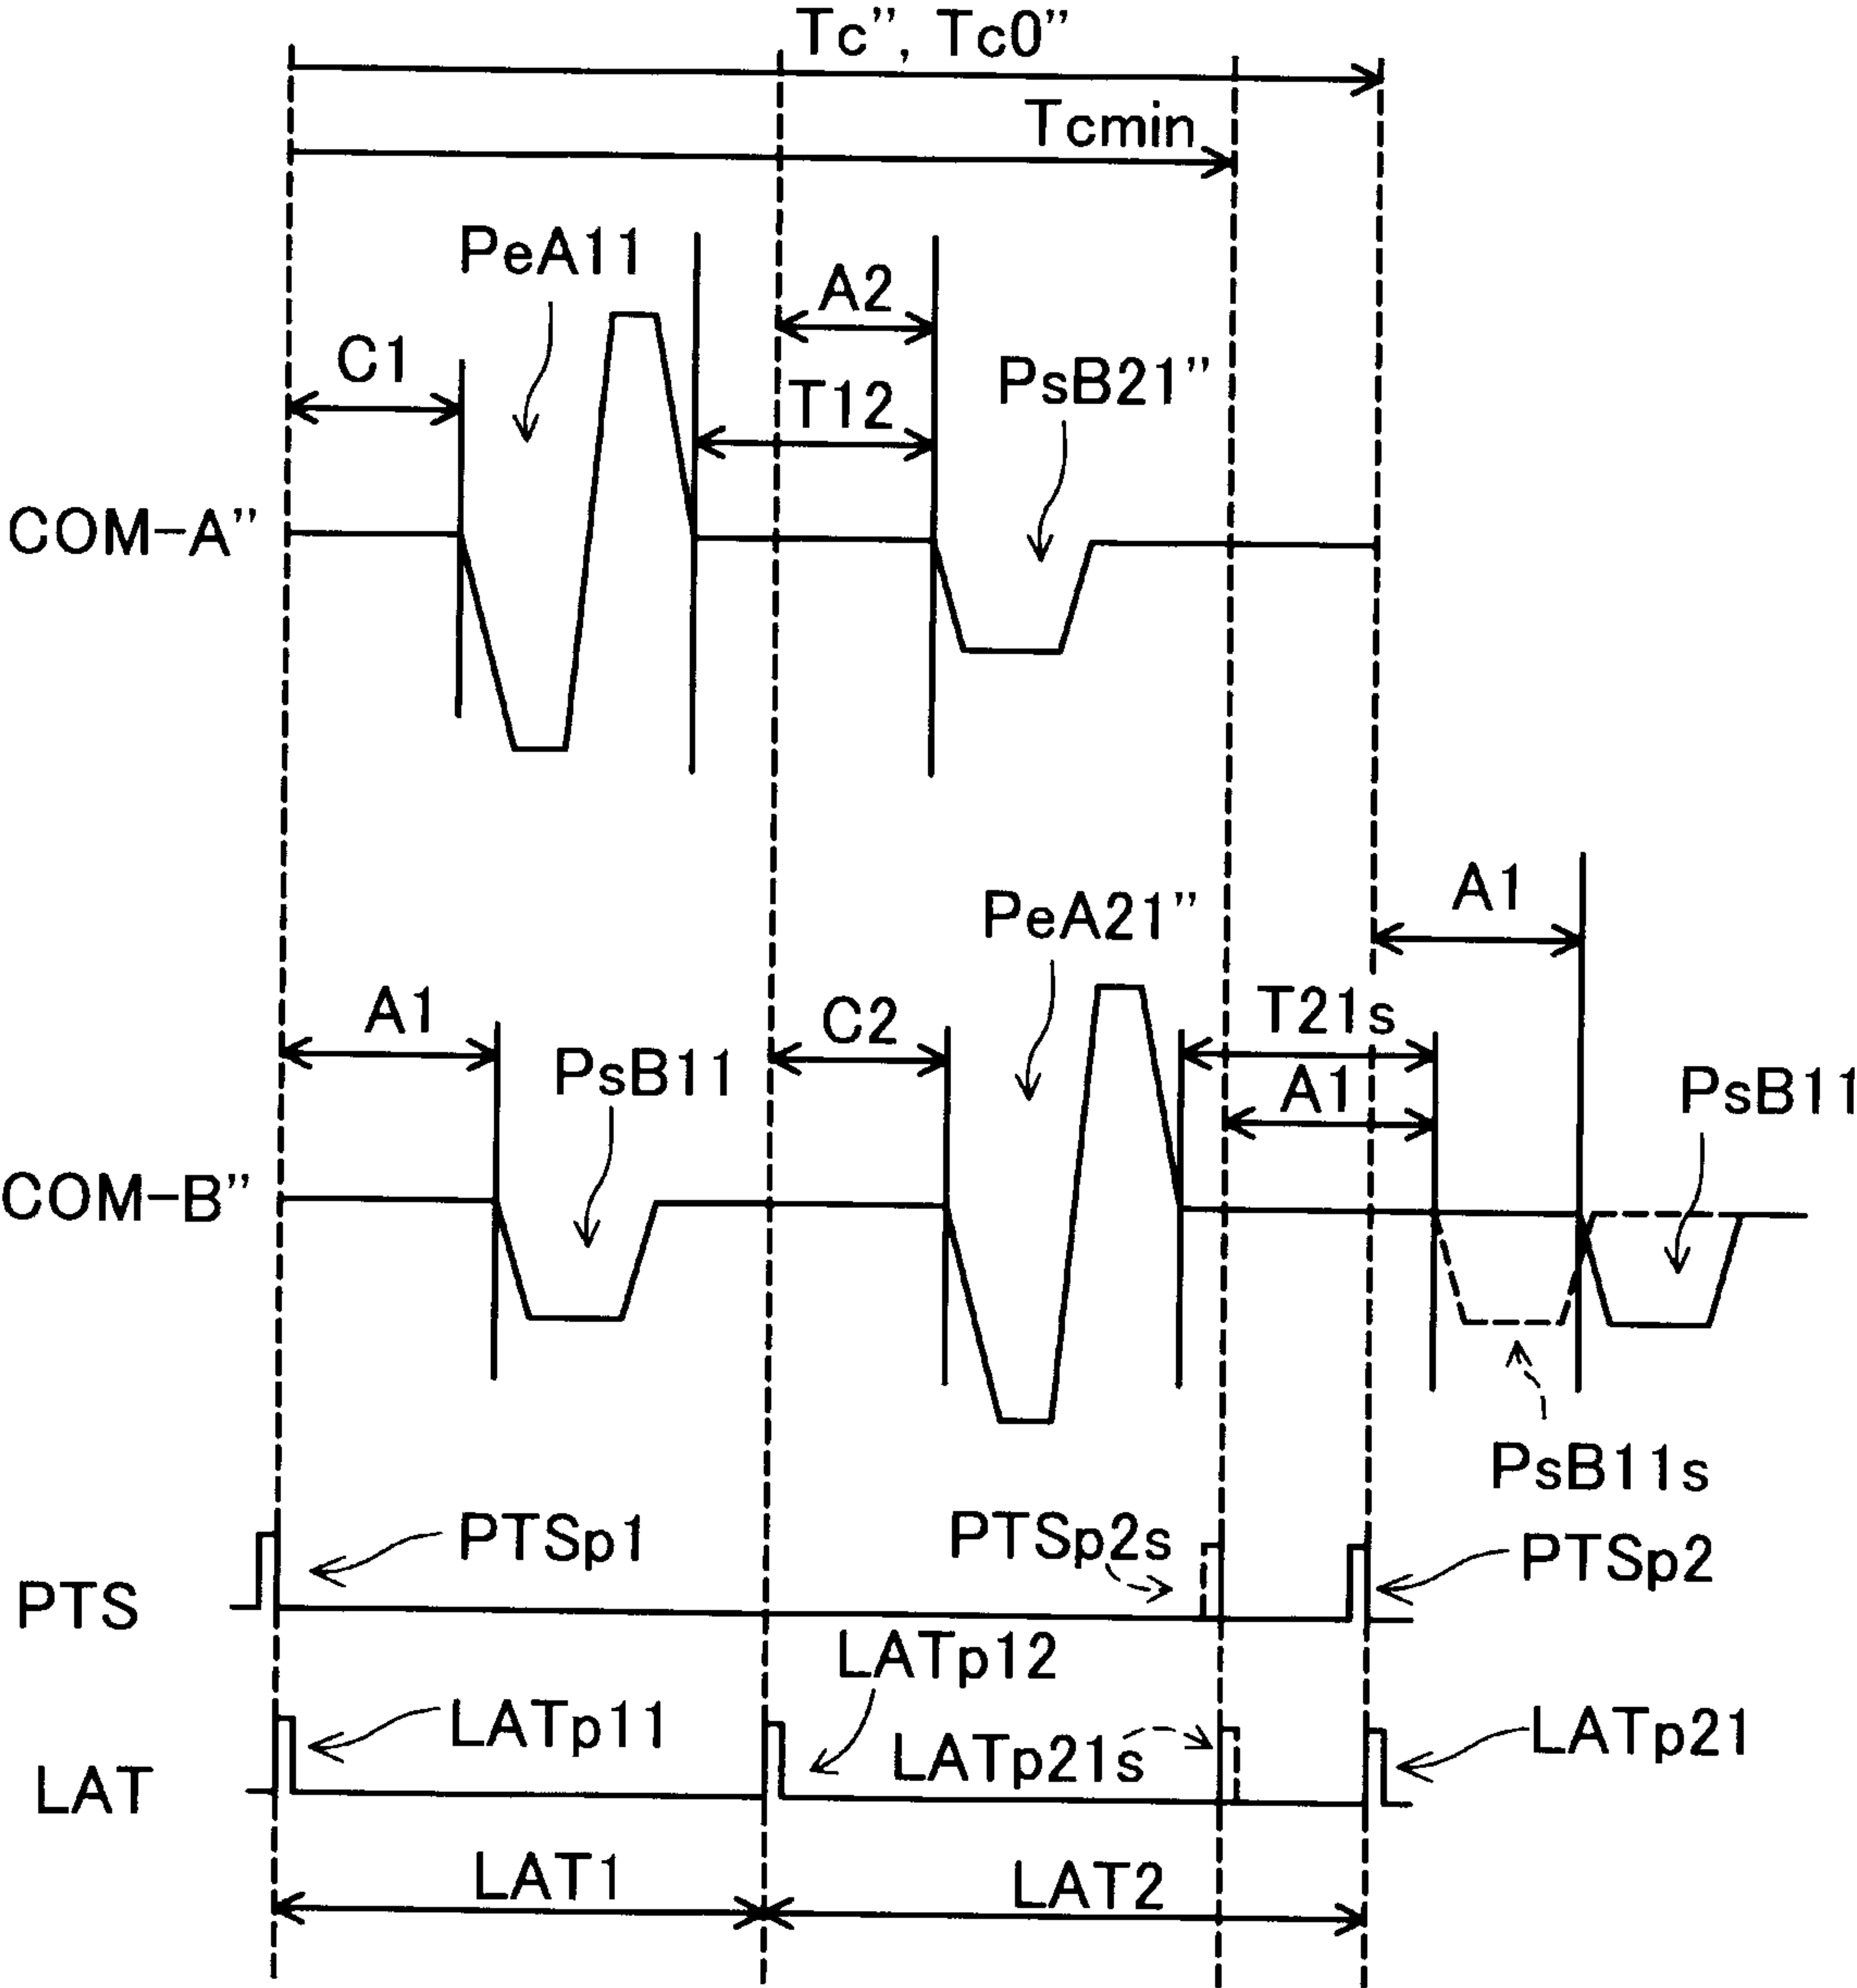 Tc”, Tc0”
Tcmin
PeA11
A2
C1
PsB21”
T12
COM-A”
PeA21”
A1
A1
C2
T21s
PsB11
A1
PsB11
COM-B”
PsB11s
PTSp1
PTSp2s
PTSp2
PTS
LATp12
LATp11
LATp21s
LATp21
LAT
LAT1
LAT2